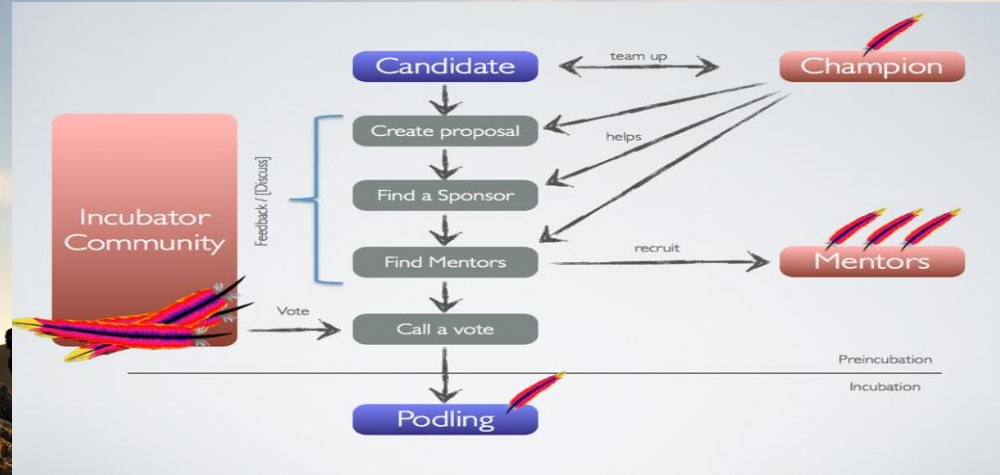 Candidate
team up
Champion
Create proposal
helps
Find a Sponsor
Feedback / [Discuss]
Incubator
Community
Find Mentors
recruit
Mentors
Vote
Call a vote
Preincubation
Incubation
Podling